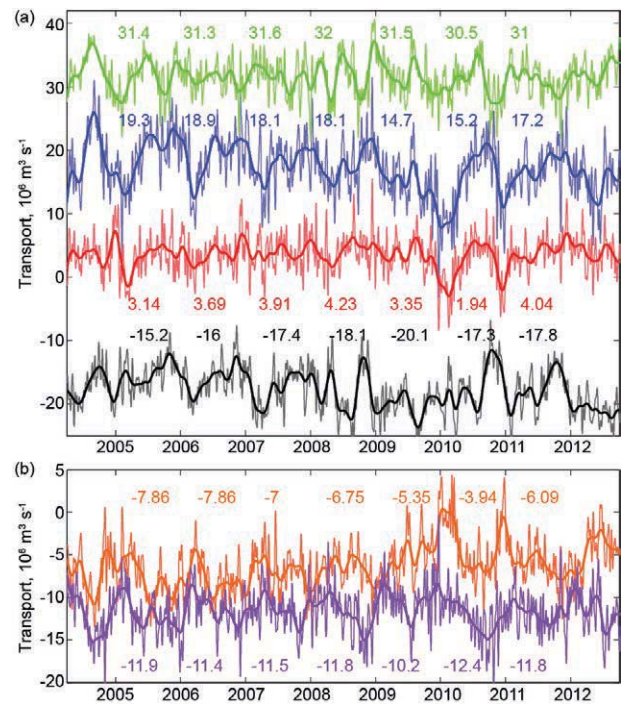 (a)
40
31.4 31.3 31.6 32 31.5 30.5 31
30
19.3 18.9 18.1 18.1 14.7 15.2 17.2
20
10
0
3.14 3.69 3.91 4.23 3.35 1.94 4.04
-10
-15.2 -16 -17.4 -18.1 -20.1 -17.3 -17.8
-20
Transport, 10⁶ m³ s⁻¹
2005 2006 2007 2008 2009 2010 2011 2012
(b)
5
-7.86 -7.86 -7 -6.75 -5.35 -3.94 -6.09
0
-5
-10
-15
-11.9 -11.4 -11.5 -11.8 -10.2 -12.4 -11.8
-20
Transport, 10⁶ m³ s⁻¹
2005 2006 2007 2008 2009 2010 2011 2012